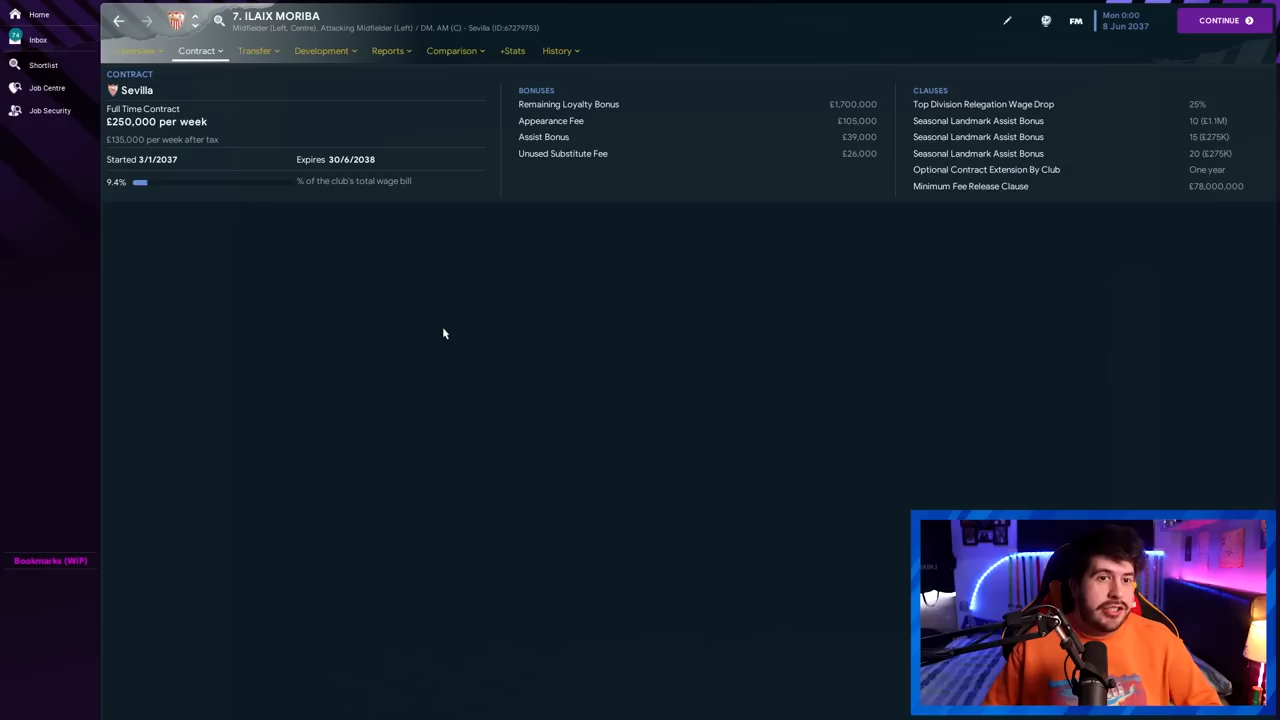 Home
74
Inbox
Shortlist
Job Centre
Job Security
Bookmarks (WIP)
7. ILAIX MORIBA
Midfielder (Left, Centre), Attacking Midfielder (Left) / DM, AM (C) - Sevilla (ID:67279753)
FM
Mon 0:00
8 Jun 2037
CONTINUE
Overview
Contract
Transfer
Development
Reports
Comparison
+Stats
History
CONTRACT
Sevilla
Full Time Contract
£250,000 per week
£135,000 per week after tax
Started 3/1/2037
Expires 30/6/2038
9.4%
% of the club's total wage bill
BONUSES
Remaining Loyalty Bonus £1,700,000
Appearance Fee £105,000
Assist Bonus £39,000
Unused Substitute Fee £26,000
CLAUSES
Top Division Relegation Wage Drop 25%
Seasonal Landmark Assist Bonus 10 (£1.1M)
Seasonal Landmark Assist Bonus 15 (£275K)
Seasonal Landmark Assist Bonus 20 (£275K)
Optional Contract Extension By Club One year
Minimum Fee Release Clause £78,000,000